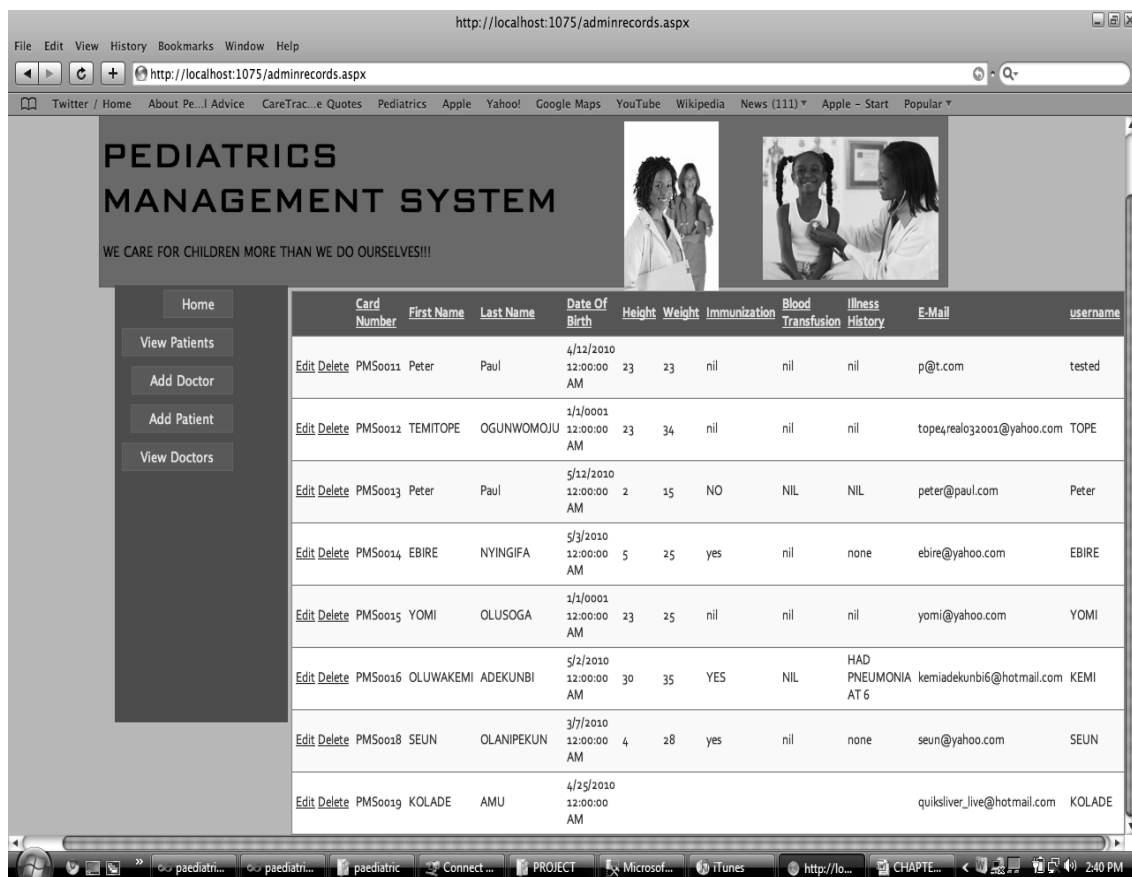 http://localhost:1075/adminrecords.aspx
File Edit View History Bookmarks Window Help
http://localhost:1075/adminrecords.aspx
Twitter / Home About Pe...l Advice CareTrac...e Quotes Pediatrics Apple Yahoo! Google Maps YouTube Wikipedia News (111) Apple – Start Popular
PEDIATRICS
MANAGEMENT SYSTEM
WE CARE FOR CHILDREN MORE THAN WE DO OURSELVES!!!
Home
View Patients
Add Doctor
Add Patient
View Doctors
Card Number First Name Last Name Date Of Birth Height Weight Immunization Blood Transfusion Illness History E-Mail username
Edit Delete PMS0011 Peter Paul 4/12/2010 12:00:00 AM 23 23 nil nil nil p@t.com tested
Edit Delete PMS0012 TEMITOPE OGUNWOMOJU 1/1/0001 12:00:00 AM 23 34 nil nil nil tope4real032001@yahoo.com TOPE
Edit Delete PMS0013 Peter Paul 5/12/2010 12:00:00 AM 2 15 NO NIL NIL peter@paul.com Peter
Edit Delete PMS0014 EBIRE NYINGIFA 5/3/2010 12:00:00 AM 5 25 yes nil none ebire@yahoo.com EBIRE
Edit Delete PMS0015 YOMI OLUSOGA 1/1/0001 12:00:00 AM 23 25 nil nil nil yomi@yahoo.com YOMI
Edit Delete PMS0016 OLUWAKEMI ADEKUNBI 5/2/2010 12:00:00 AM 30 35 YES NIL HAD PNEUMONIA AT 6 kemiadekunbi6@hotmail.com KEMI
Edit Delete PMS0018 SEUN OLANIPEKUN 3/7/2010 12:00:00 AM 4 28 yes nil none seun@yahoo.com SEUN
Edit Delete PMS0019 KOLADE AMU 4/25/2010 12:00:00 AM quiksliver_live@hotmail.com KOLADE
paediatri... paediatri... paediatric Connect ... PROJECT Microsof... iTunes http://lo... CHAPTE... 2:40 PM